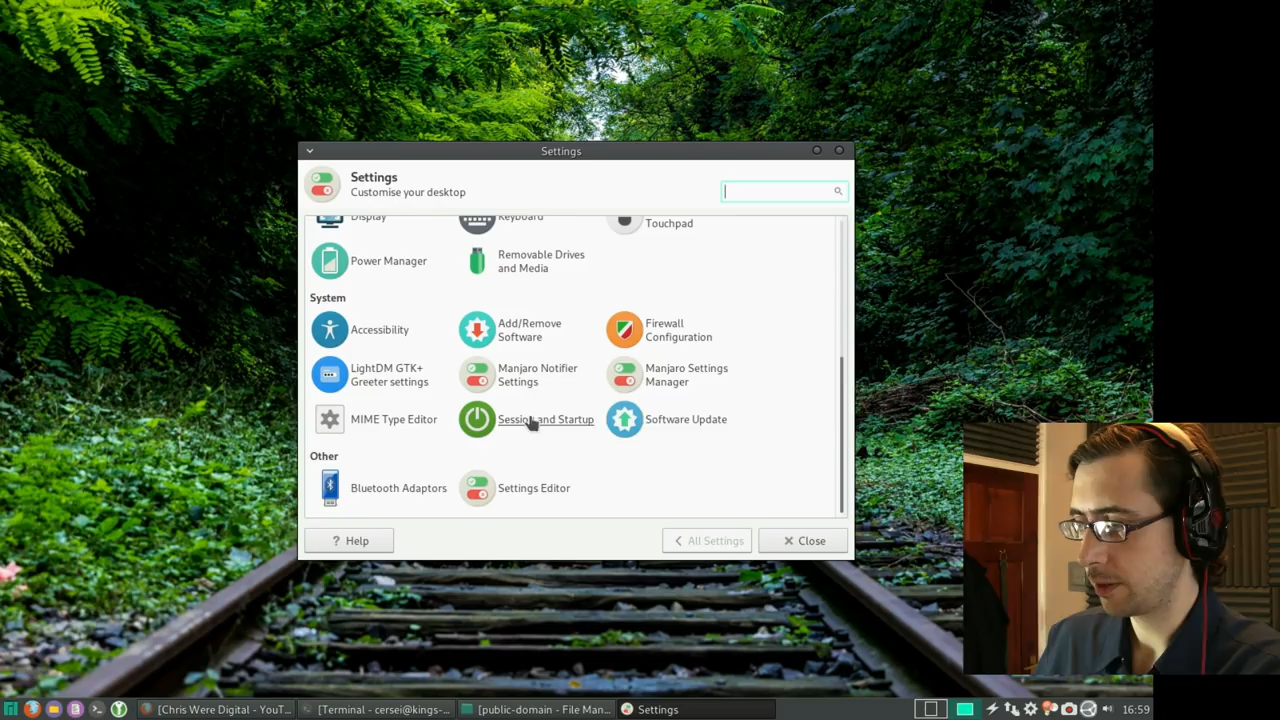 Settings
Settings
Customise your desktop
Display
Keyboard
Touchpad
Power Manager
Removable Drives
and Media
System
Accessibility
Add/Remove
Software
Firewall
Configuration
LightDM GTK+
Greeter settings
Manjaro Notifier
Settings
Manjaro Settings
Manager
MIME Type Editor
Session and Startup
Software Update
Other
Bluetooth Adaptors
Settings Editor
? Help
All Settings
Close
[Chris Were Digital - YouT...
[Terminal - cersei@kings-...
[public-domain - File Man...
Settings
16:59